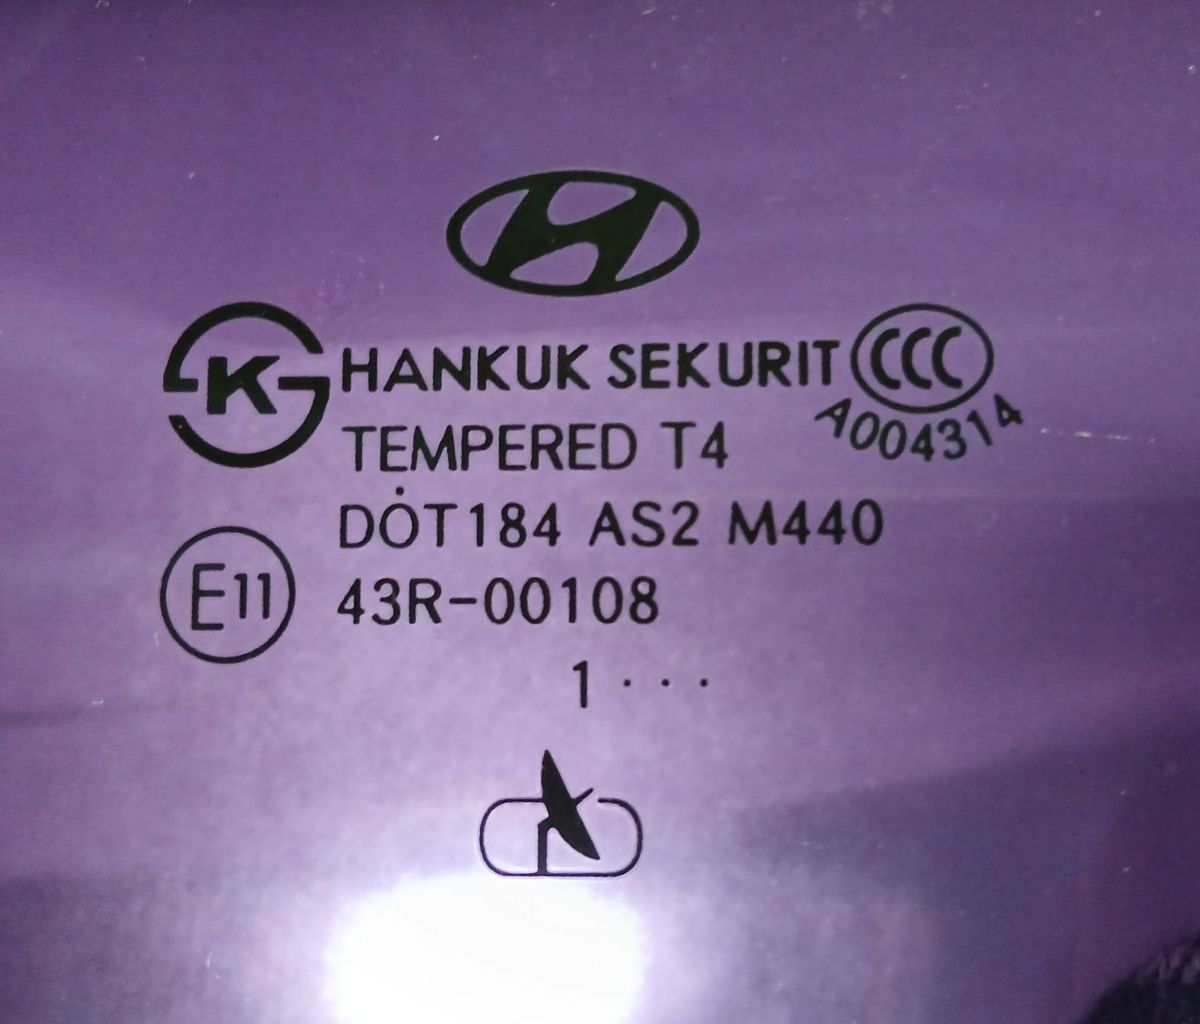 K HANKUK SEKURIT CCC
A004314
TEMPERED T4
DOT184 AS2 M440
E11 43R-00108
1 · · ·